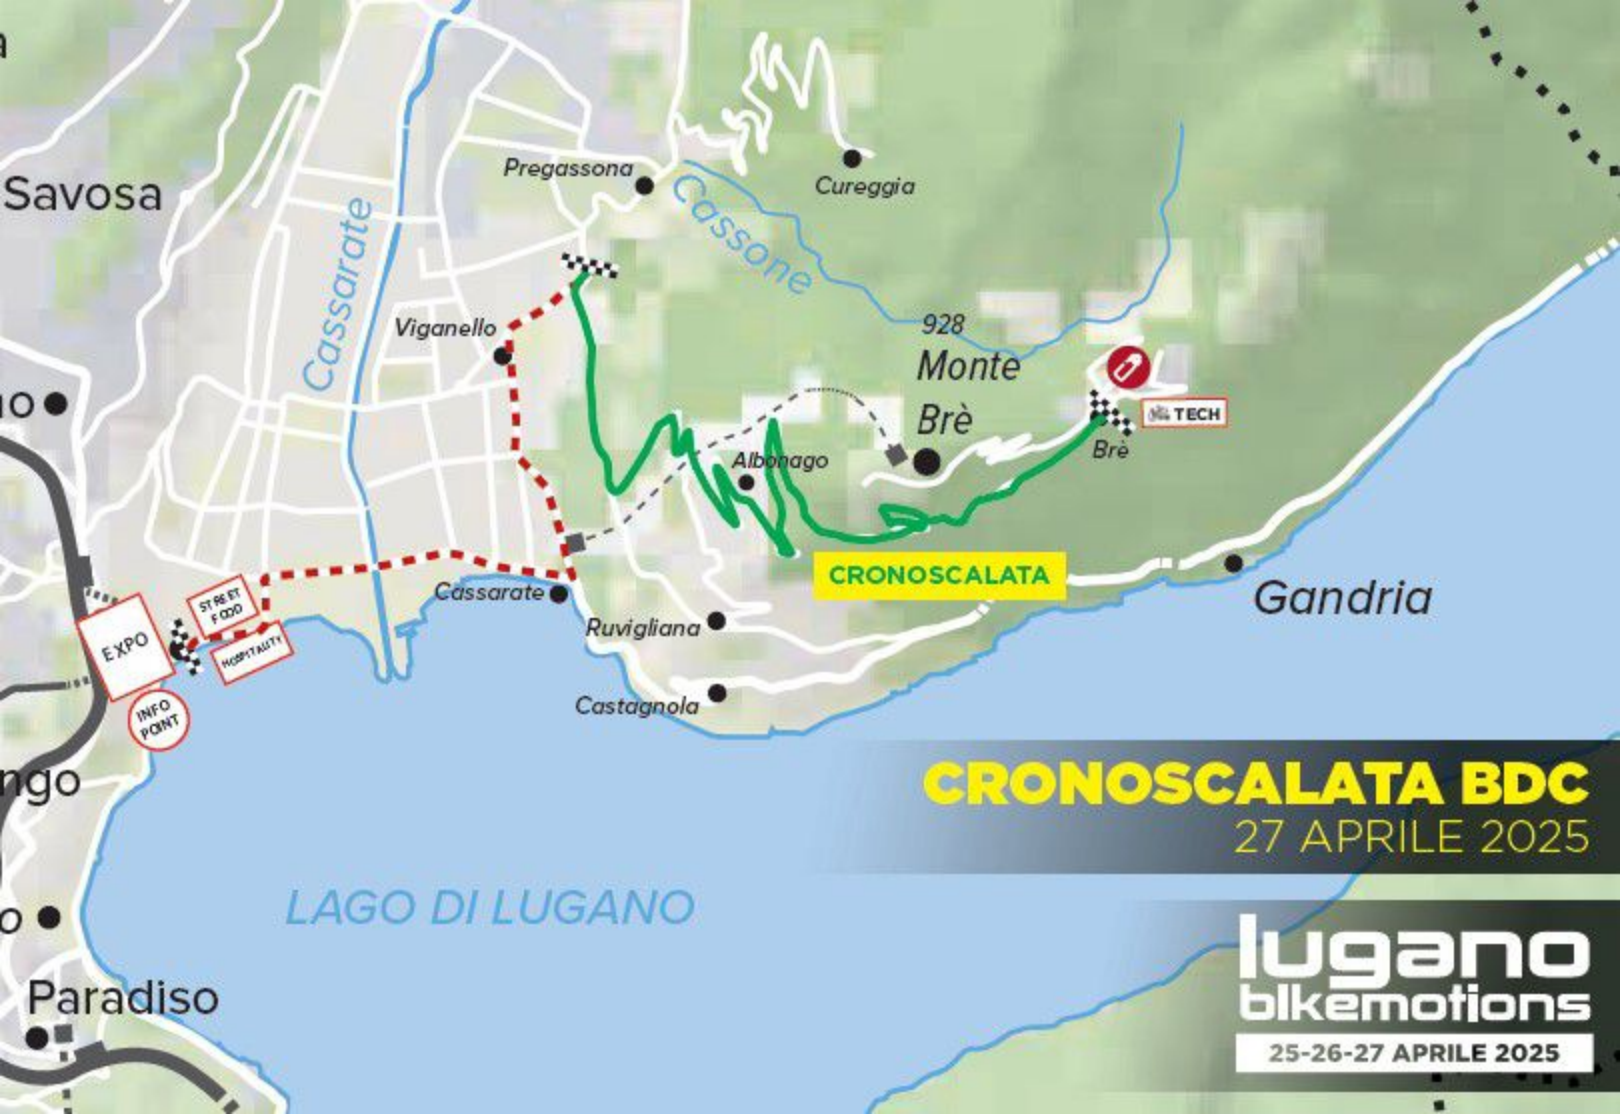 Savosa
Pregassona
Cureggia
Cassone
Cassarate
Viganello
928
Monte
Brè
TECH
Brè
Albonago
CRONOSCALATA
Gandria
Cassarate
STREET
FOOD
EXPO
HOSPITALITY
Ruvigliana
INFO
POINT
Castagnola
ngo
CRONOSCALATA BDC
27 APRILE 2025
LAGO DI LUGANO
lugano
bikemotions
25-26-27 APRILE 2025
Paradiso